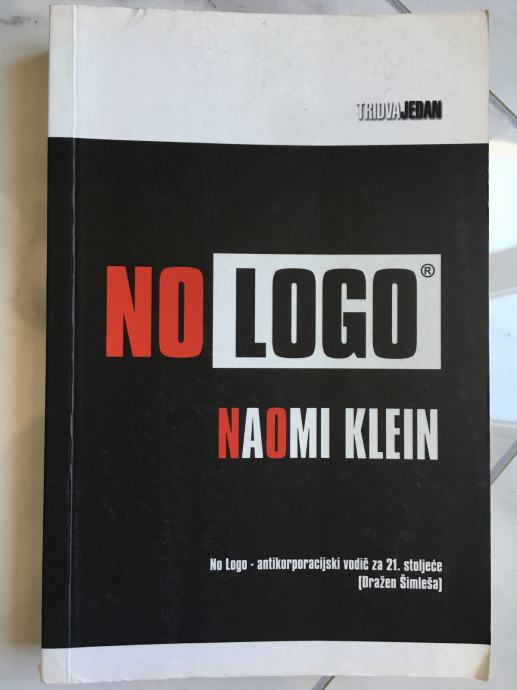 TRIDVAJEDAN
NO LOGO®
NAOMI KLEIN
No Logo - antikorporacijski vodič za 21. stoljeće
(Dražen Šimleša)